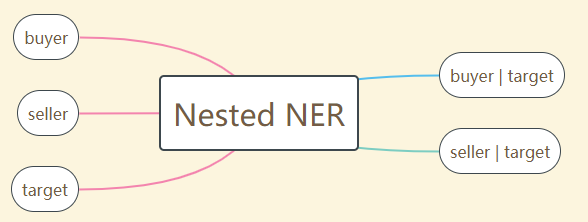 buyer
seller
target
Nested NER
buyer | target
seller | target